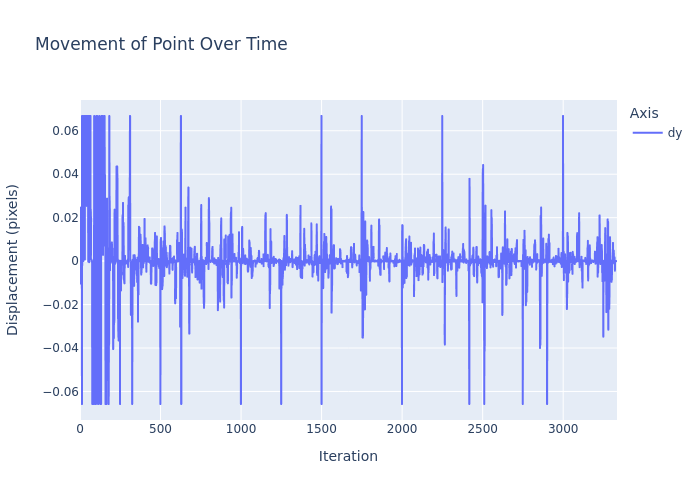 Movement of Point Over Time
Axis
dy
0.06
0.04
0.02
0
−0.02
−0.04
−0.06
Displacement (pixels)
0
500
1000
1500
2000
2500
3000
Iteration